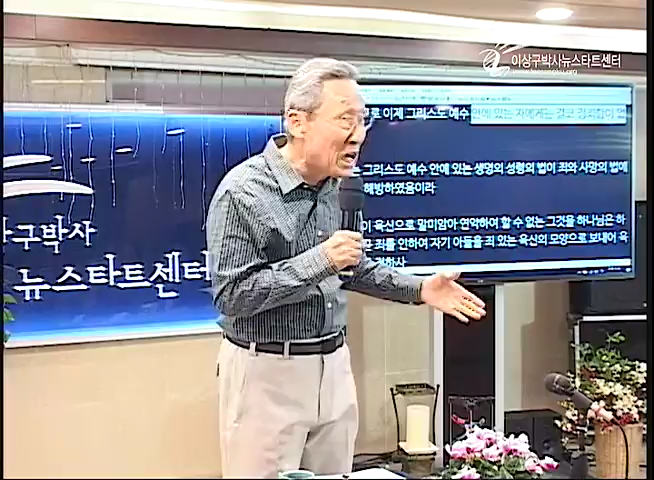 이상구박사뉴스타트센터
로 이제 그리스도 예수 안에 있는 자에게는 결코 정죄함이 없
그리스도 예수 안에 있는 생명의 성령의 법이 죄와 사망의 법에
해방하였음이라
이 육신으로 말미암아 연약하여 할 수 없는 그것을 하나님은 하
죄를 인하여 자기 아들을 죄 있는 육신의 모양으로 보내어 육
구박사
뉴스타트센터